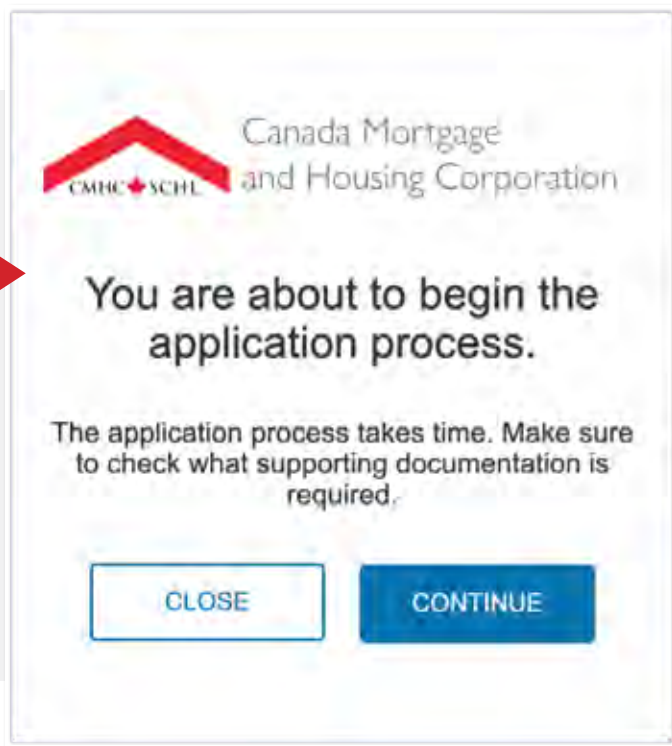 Canada Mortgage
CMHC SCHL and Housing Corporation
You are about to begin the
application process.
The application process takes time. Make sure
to check what supporting documentation is
required.
CLOSE CONTINUE